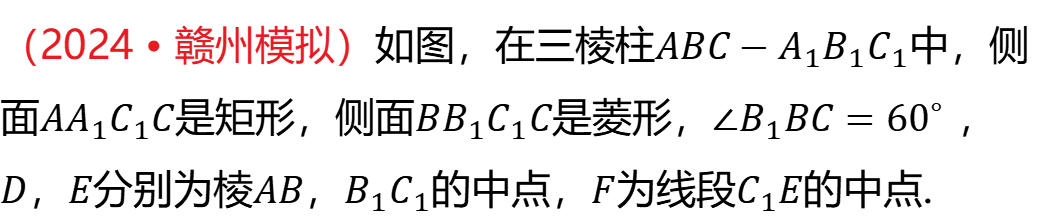 （2024 • 赣州模拟）如图，在三棱柱ABC − A₁B₁C₁中，侧
面AA₁C₁C是矩形，侧面BB₁C₁C是菱形，∠B₁BC = 60°，
D，E分别为棱AB，B₁C₁的中点，F为线段C₁E的中点.